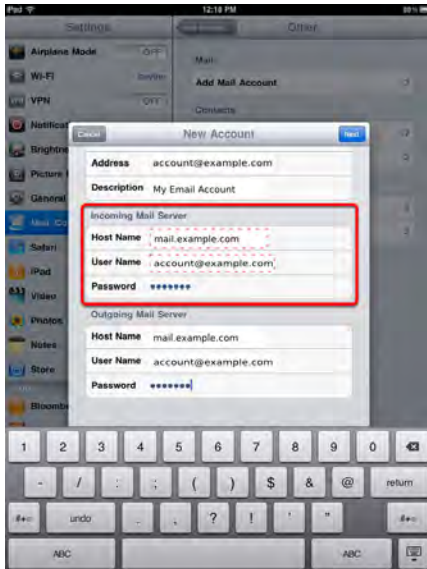 iPad 12:18 PM
Settings Other
Airplane Mode OFF
Mail
Wi-Fi
Add Mail Account
VPN OFF
Contacts
Cancel New Account Next
Address account@example.com
Description My Email Account
Incoming Mail Server
Host Name mail.example.com
User Name account@example.com
Password •••••••
Outgoing Mail Server
Host Name mail.example.com
User Name account@example.com
Password •••••••
General
Safari
iPad
Video
Photos
Notes
Store
1 2 3 4 5 6 7 8 9 0
- / : ; ( ) $ & @ return
#+= undo . , ? ! ' " #+=
ABC ABC